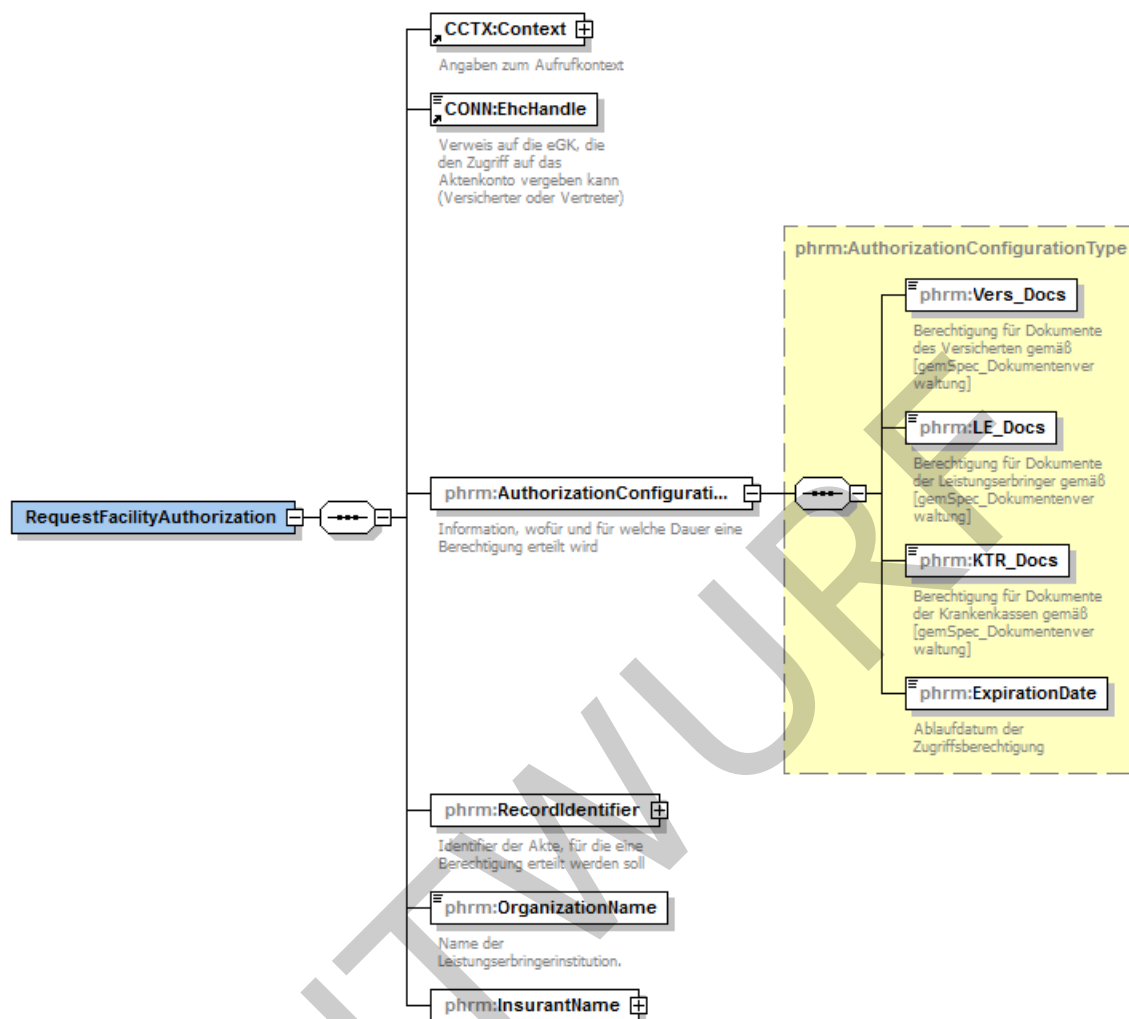 CCTX:Context
Angaben zum Aufrufkontext
CONN:EhcHandle
Verweis auf die eGK, die
den Zugriff auf das
Aktenkonto vergeben kann
(Versicherter oder Vertreter)
phrm:AuthorizationConfigurationType
phrm:Vers_Docs
Berechtigung für Dokumente
des Versicherten gemäß
[gemSpec_Dokumentenver
waltung]
phrm:LE_Docs
Berechtigung für Dokumente
der Leistungserbringer gemäß
[gemSpec_Dokumentenver
waltung]
phrm:AuthorizationConfigurati...
Information, wofür und für welche Dauer eine
Berechtigung erteilt wird
RequestFacilityAuthorization
phrm:KTR_Docs
Berechtigung für Dokumente
der Krankenkassen gemäß
[gemSpec_Dokumentenver
waltung]
phrm:ExpirationDate
Ablaufdatum der
Zugriffsberechtigung
phrm:RecordIdentifier
Identifier der Akte, für die eine
Berechtigung erteilt werden soll
phrm:OrganizationName
Name der
Leistungserbringerinstitution.
phrm:InsurantName
NTWURF